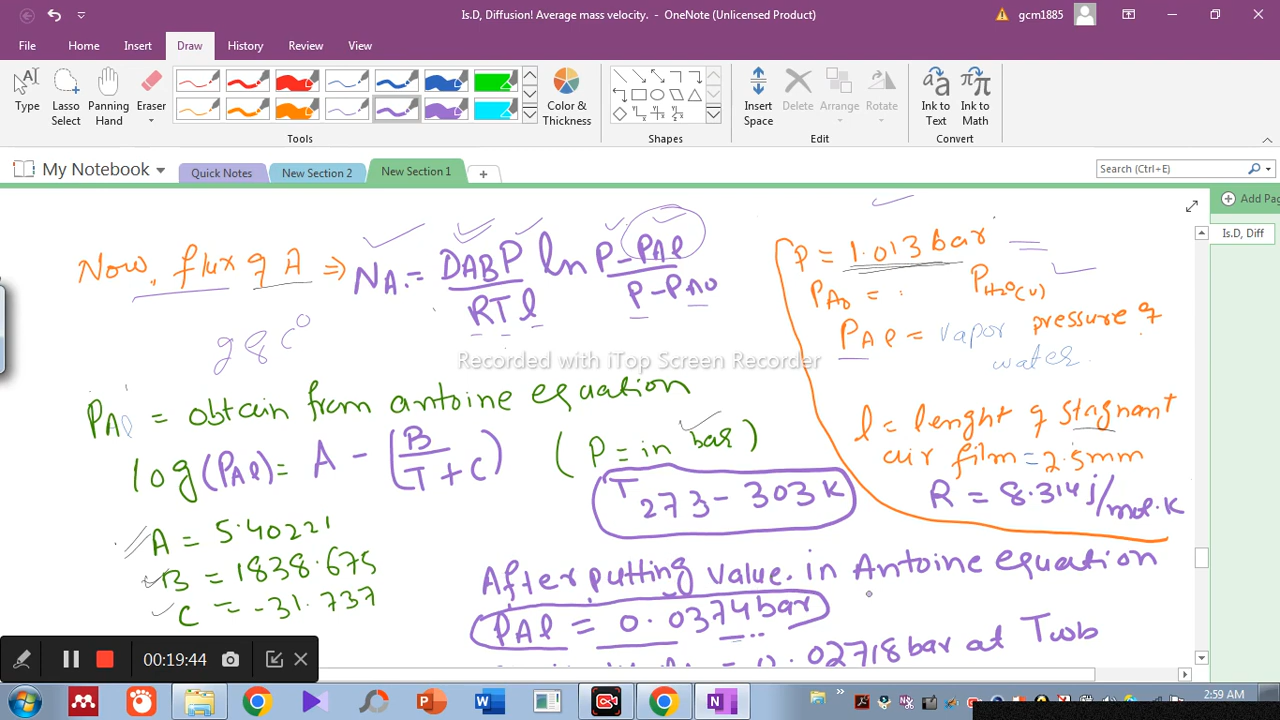 Is.D, Diffusion! Average mass velocity. - OneNote (Unlicensed Product)
gcm1885
File Home Insert Draw History Review View
Type
Lasso Select
Panning Hand
Eraser
Color & Thickness
Insert Space
Delete
Arrange
Rotate
Ink to Text
Ink to Math
Tools
Shapes
Edit
Convert
My Notebook
Quick Notes
New Section 2
New Section 1
Search (Ctrl+E)
Add Pag
Is.D, Diff
Now, flux of A ⇒ NA = DABP/RTl ln P-PAl/P-PA0
P = 1.013 bar
PA0 = PH2O(v)
PAl = vapor pressure of
water
98 C°
Recorded with iTop Screen Recorder
PAl = obtain from antoine equation
l = lenght of stagnant
air film = 2.5mm
log(PAl) = A - (B/T + C) (P = in bar)
R = 8.314 j/mol.K
T 273 - 303 K
A = 5.40221
B = 1838.675
C = -31.737
After putting value. in Antoine equation
PAl = 0.0374 bar
0.02718 bar at Twb
00:19:44
2:59 AM